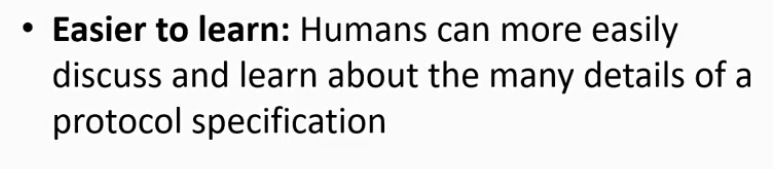 • Easier to learn: Humans can more easily
discuss and learn about the many details of a
protocol specification